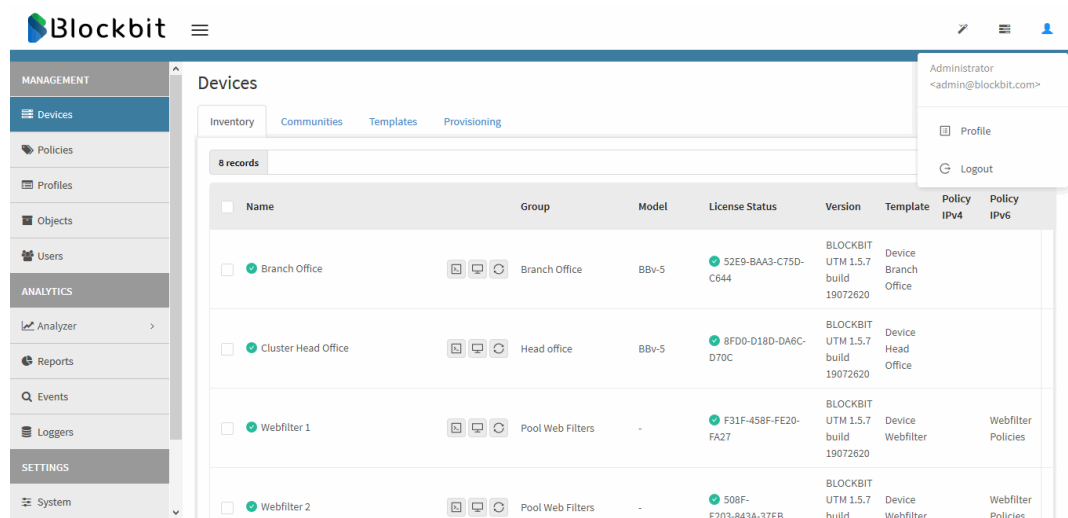 Blockbit
Administrator
<admin@blockbit.com>
Profile
Logout
MANAGEMENT
Devices
Policies
Profiles
Objects
Users
ANALYTICS
Analyzer
Reports
Events
Loggers
SETTINGS
System
Devices
Inventory Communities Templates Provisioning
8 records
Name Group Model License Status Version Template Policy IPv4 Policy IPv6
Branch Office Branch Office BBv-5 52E9-BAA3-C75D-
C644
BLOCKBIT
UTM 1.5.7
build
19072620
Device
Branch
Office
Cluster Head Office Head office BBv-5 8FD0-D18D-DA6C-
D70C
BLOCKBIT
UTM 1.5.7
build
19072620
Device
Head
Office
Webfilter 1 Pool Web Filters - F31F-458F-FE20-
FA27
BLOCKBIT
UTM 1.5.7
build
19072620
Device
Webfilter
Webfilter
Policies
Webfilter 2 Pool Web Filters - 508F-
F203-843A-37FB
BLOCKBIT
UTM 1.5.7
build
Device
Webfilter
Webfilter
Policies